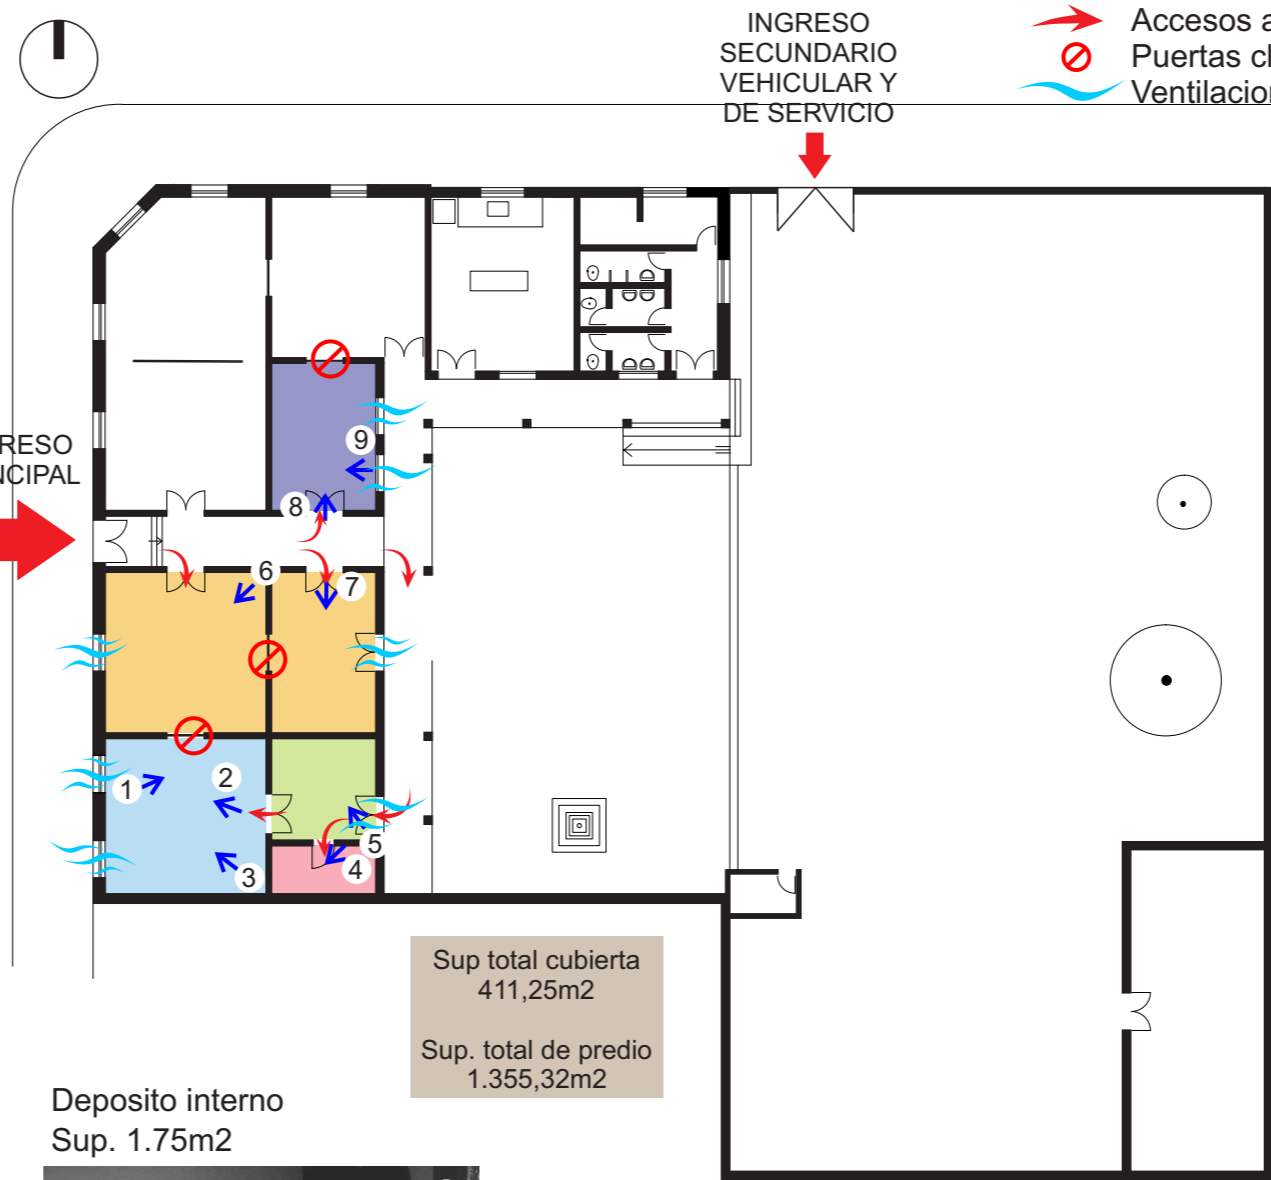 INGRESO
SECUNDARIO
VEHICULAR Y
DE SERVICIO
Accesos a
Puertas cl
Ventilacion
RESO
NCIPAL
9
8
6
7
1
2
3
5
4
Sup total cubierta
411,25m2
Sup. total de predio
1.355,32m2
Deposito interno
Sup. 1.75m2